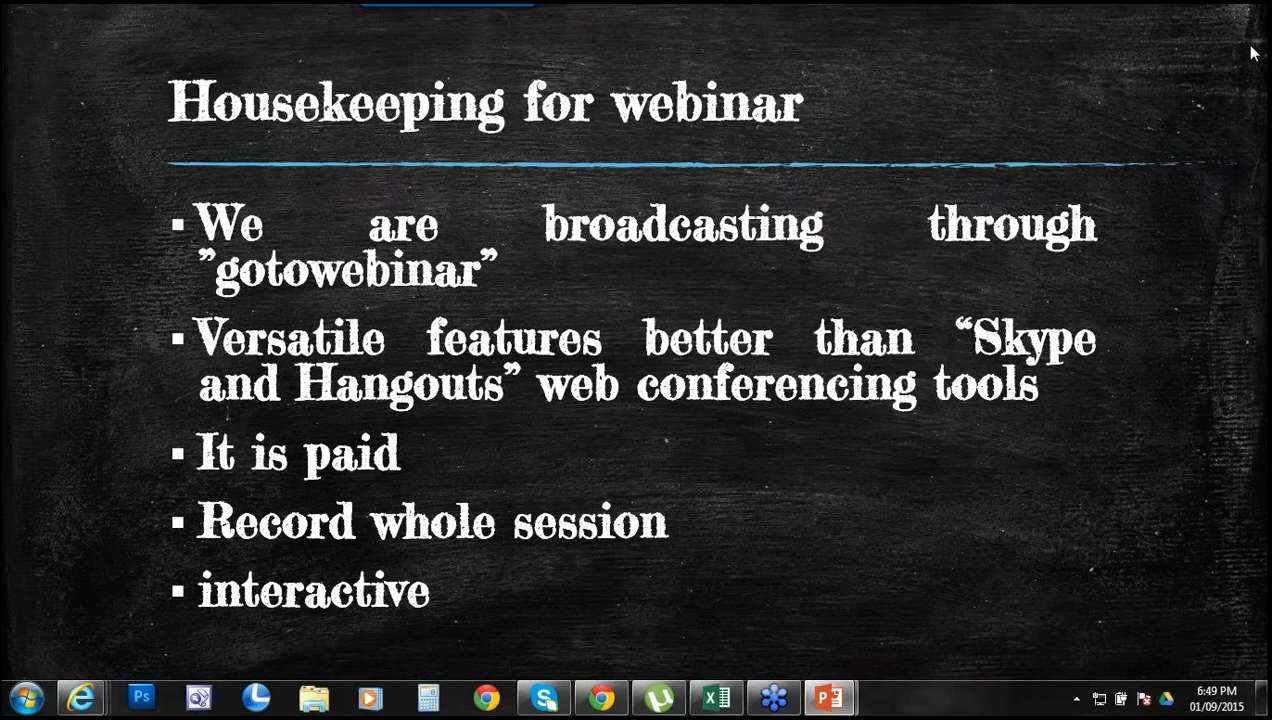 Housekeeping for webinar
▪ We are broadcasting through
”gotowebinar”
▪ Versatile features better than “Skype
and Hangouts” web conferencing tools
▪ It is paid
▪ Record whole session
▪ interactive
Ps
6:49 PM
01/09/2015